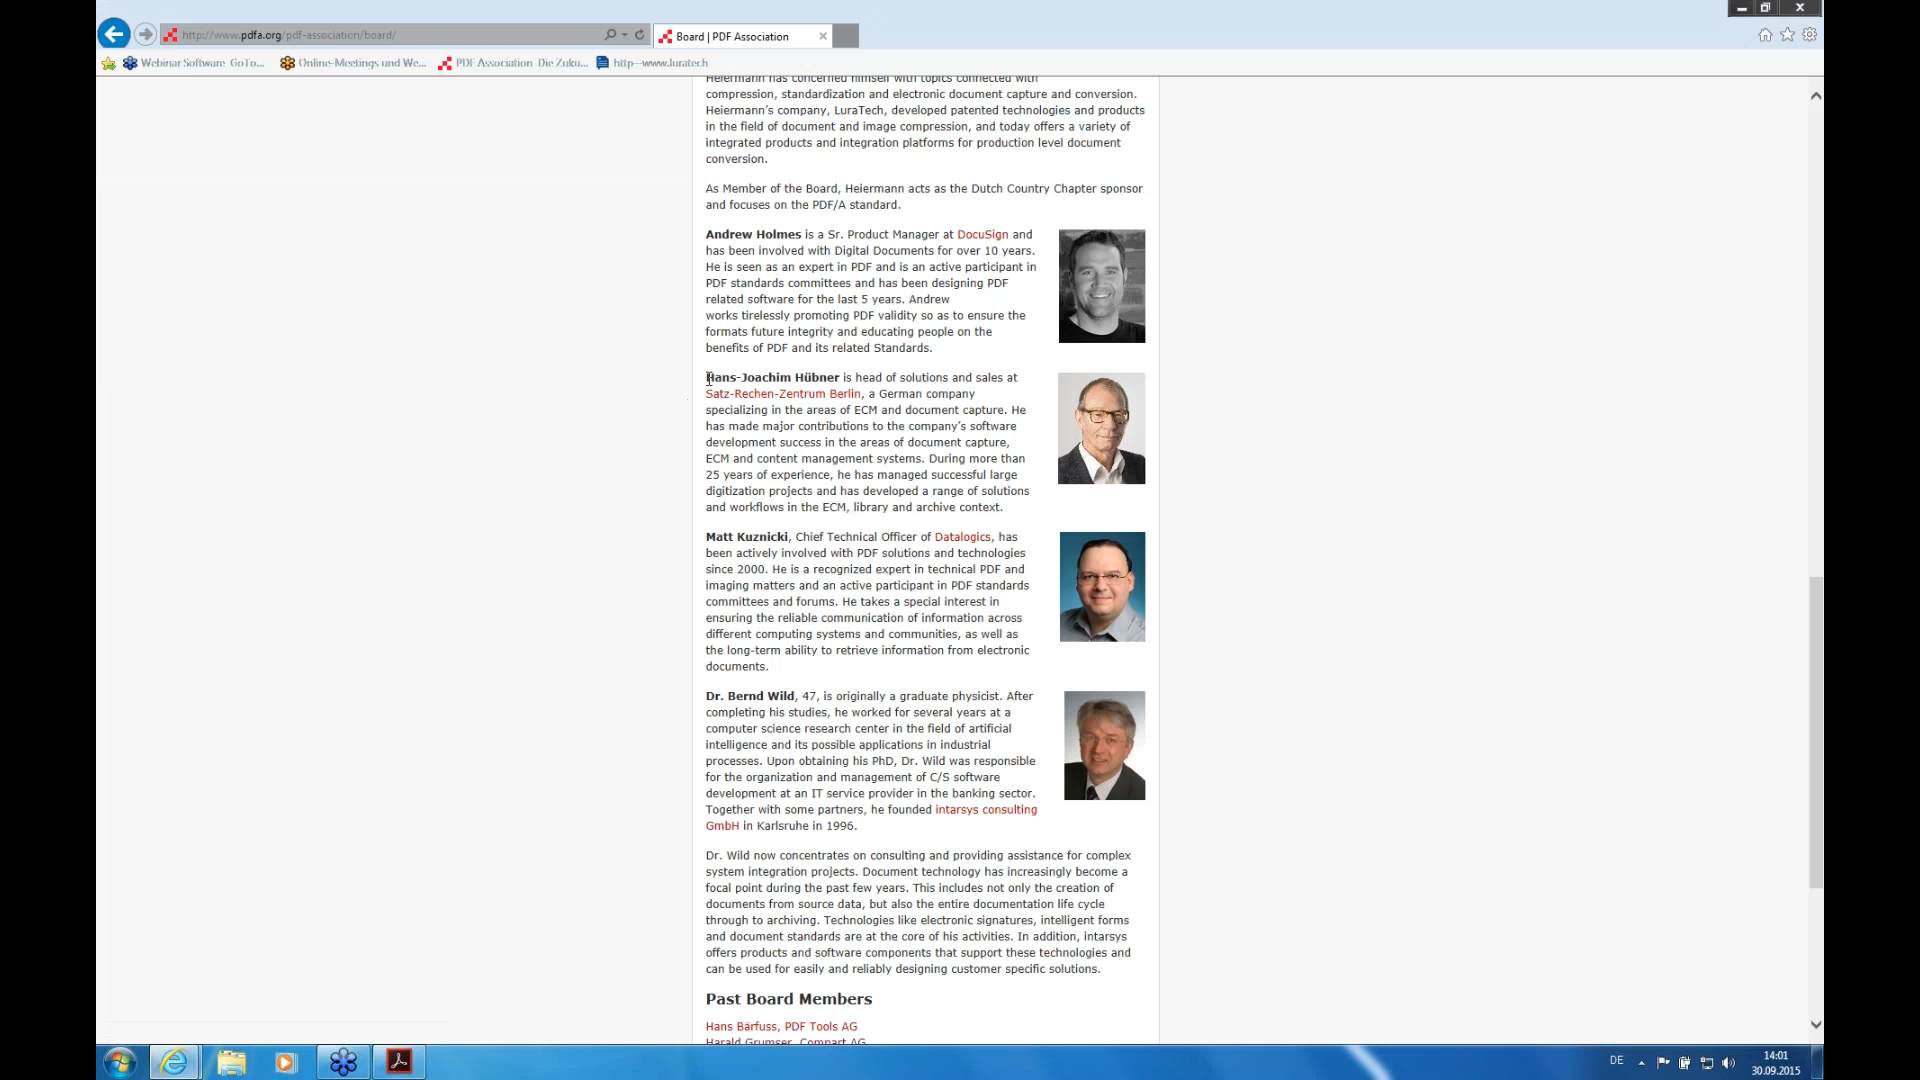 http://www.pdfa.org/pdf-association/board/
Board | PDF Association
Webinar Software GoTo...
Online-Meetings und We...
PDF Association Die Zuku...
http---www.luratech
Heiermann has concerned himself with topics connected with
compression, standardization and electronic document capture and conversion.
Heiermann's company, LuraTech, developed patented technologies and products
in the field of document and image compression, and today offers a variety of
integrated products and integration platforms for production level document
conversion.
As Member of the Board, Heiermann acts as the Dutch Country Chapter sponsor
and focuses on the PDF/A standard.
Andrew Holmes is a Sr. Product Manager at DocuSign and
has been involved with Digital Documents for over 10 years.
He is seen as an expert in PDF and is an active participant in
PDF standards committees and has been designing PDF
related software for the last 5 years. Andrew
works tirelessly promoting PDF validity so as to ensure the
formats future integrity and educating people on the
benefits of PDF and its related Standards.
Hans-Joachim Hübner is head of solutions and sales at
Satz-Rechen-Zentrum Berlin, a German company
specializing in the areas of ECM and document capture. He
has made major contributions to the company's software
development success in the areas of document capture,
ECM and content management systems. During more than
25 years of experience, he has managed successful large
digitization projects and has developed a range of solutions
and workflows in the ECM, library and archive context.
Matt Kuznicki, Chief Technical Officer of Datalogics, has
been actively involved with PDF solutions and technologies
since 2000. He is a recognized expert in technical PDF and
imaging matters and an active participant in PDF standards
committees and forums. He takes a special interest in
ensuring the reliable communication of information across
different computing systems and communities, as well as
the long-term ability to retrieve information from electronic
documents.
Dr. Bernd Wild, 47, is originally a graduate physicist. After
completing his studies, he worked for several years at a
computer science research center in the field of artificial
intelligence and its possible applications in industrial
processes. Upon obtaining his PhD, Dr. Wild was responsible
for the organization and management of C/S software
development at an IT service provider in the banking sector.
Together with some partners, he founded intarsys consulting
GmbH in Karlsruhe in 1996.
Dr. Wild now concentrates on consulting and providing assistance for complex
system integration projects. Document technology has increasingly become a
focal point during the past few years. This includes not only the creation of
documents from source data, but also the entire documentation life cycle
through to archiving. Technologies like electronic signatures, intelligent forms
and document standards are at the core of his activities. In addition, intarsys
offers products and software components that support these technologies and
can be used for easily and reliably designing customer specific solutions.
Past Board Members
Hans Bärfuss, PDF Tools AG
Harald Grumser, Compart AG
DE
14:01
30.09.2015